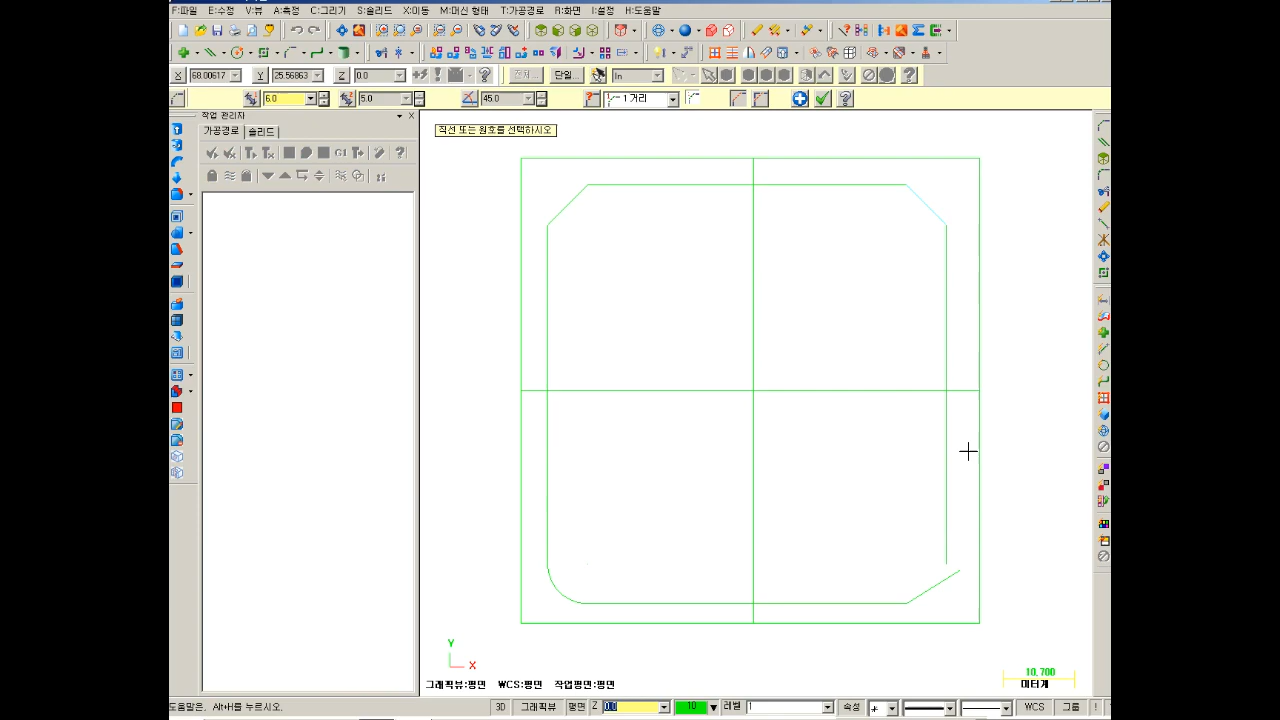 F:파일 E:수정 V:뷰 A:측정 C:그리기 S:솔리드 X:이동 M:머신 형태 T:가공경로 R:화면 I:설정 H:도움말
X 68.00617 Y 25.56863 Z 0.0 전체... 단일... In
6.0 5.0 45.0 1 거리
작업 관리자
가공경로 솔리드
G1
직선 또는 원호를 선택하시오
Y
X
10.700
미터계
그래픽뷰:평면 WCS:평면 작업평면:평면
도움말은, Alt+H를 누르시오. 3D 그래픽뷰 평면 Z 0.0 10 레벨 1 속성 WCS 그룹 !